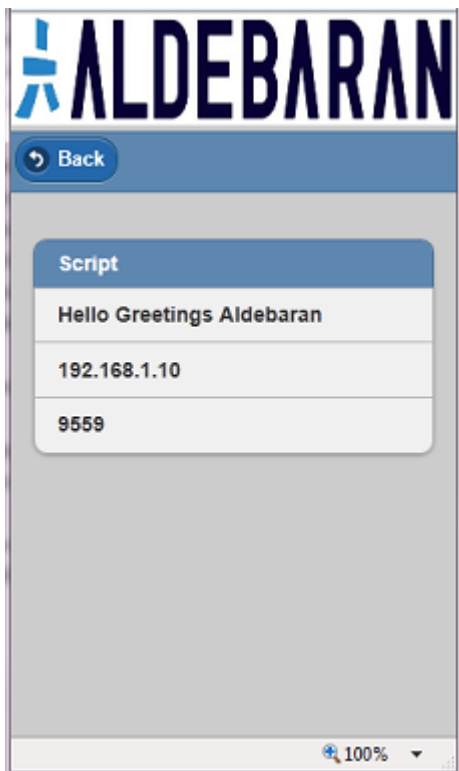 ALDEBARAN
Back
Script
Hello Greetings Aldebaran
192.168.1.10
9559
100%